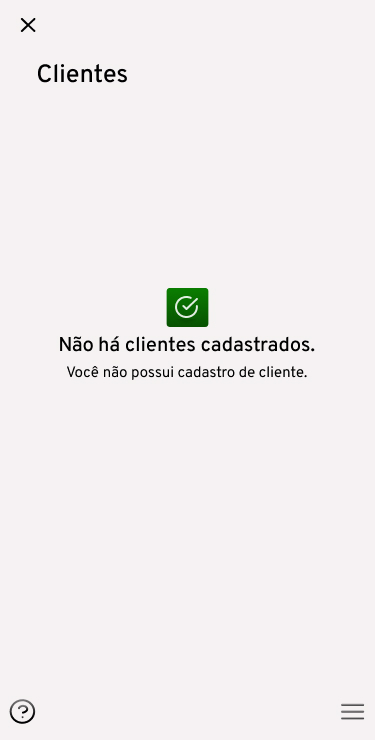 Clientes
Não há clientes cadastrados.
Você não possui cadastro de cliente.